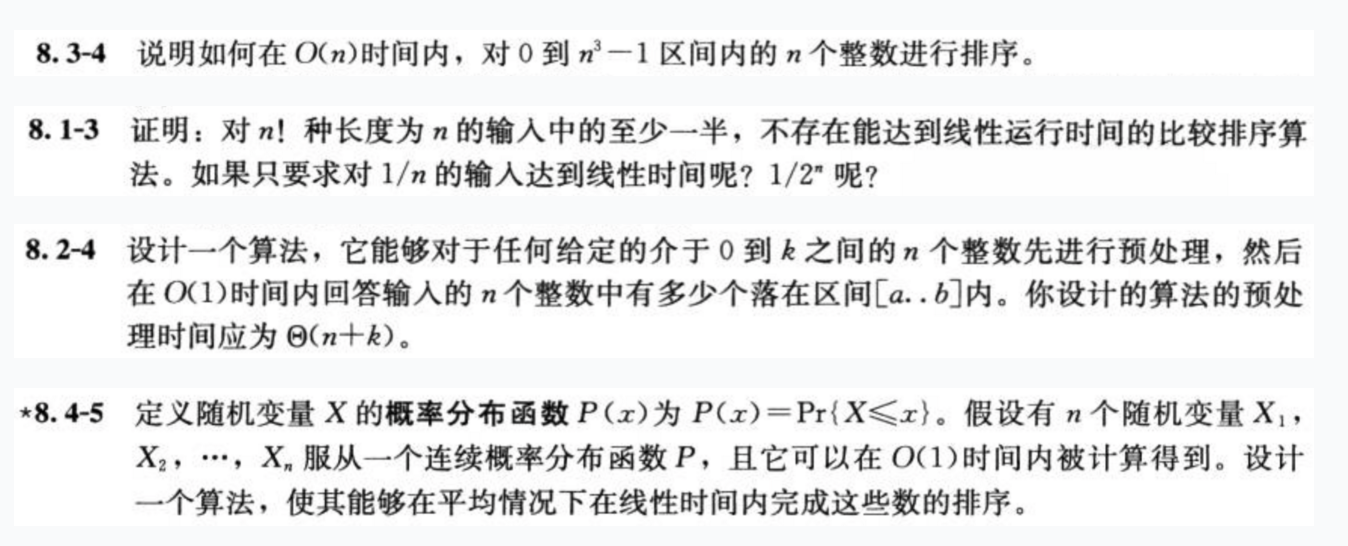 8.3-4 说明如何在 O(n)时间内，对 0 到 n³-1 区间内的 n 个整数进行排序。
8.1-3 证明：对 n! 种长度为 n 的输入中的至少一半，不存在能达到线性运行时间的比较排序算
法。如果只要求对 1/n 的输入达到线性时间呢？1/2ⁿ 呢？
8.2-4 设计一个算法，它能够对于任何给定的介于 0 到 k 之间的 n 个整数先进行预处理，然后
在 O(1)时间内回答输入的 n 个整数中有多少个落在区间[a..b]内。你设计的算法的预处
理时间应为 Θ(n+k)。
*8.4-5 定义随机变量 X 的概率分布函数 P(x)为 P(x)=Pr{X≤x}。假设有 n 个随机变量 X₁，
X₂，…，Xₙ 服从一个连续概率分布函数 P，且它可以在 O(1)时间内被计算得到。设计
一个算法，使其能够在平均情况下在线性时间内完成这些数的排序。